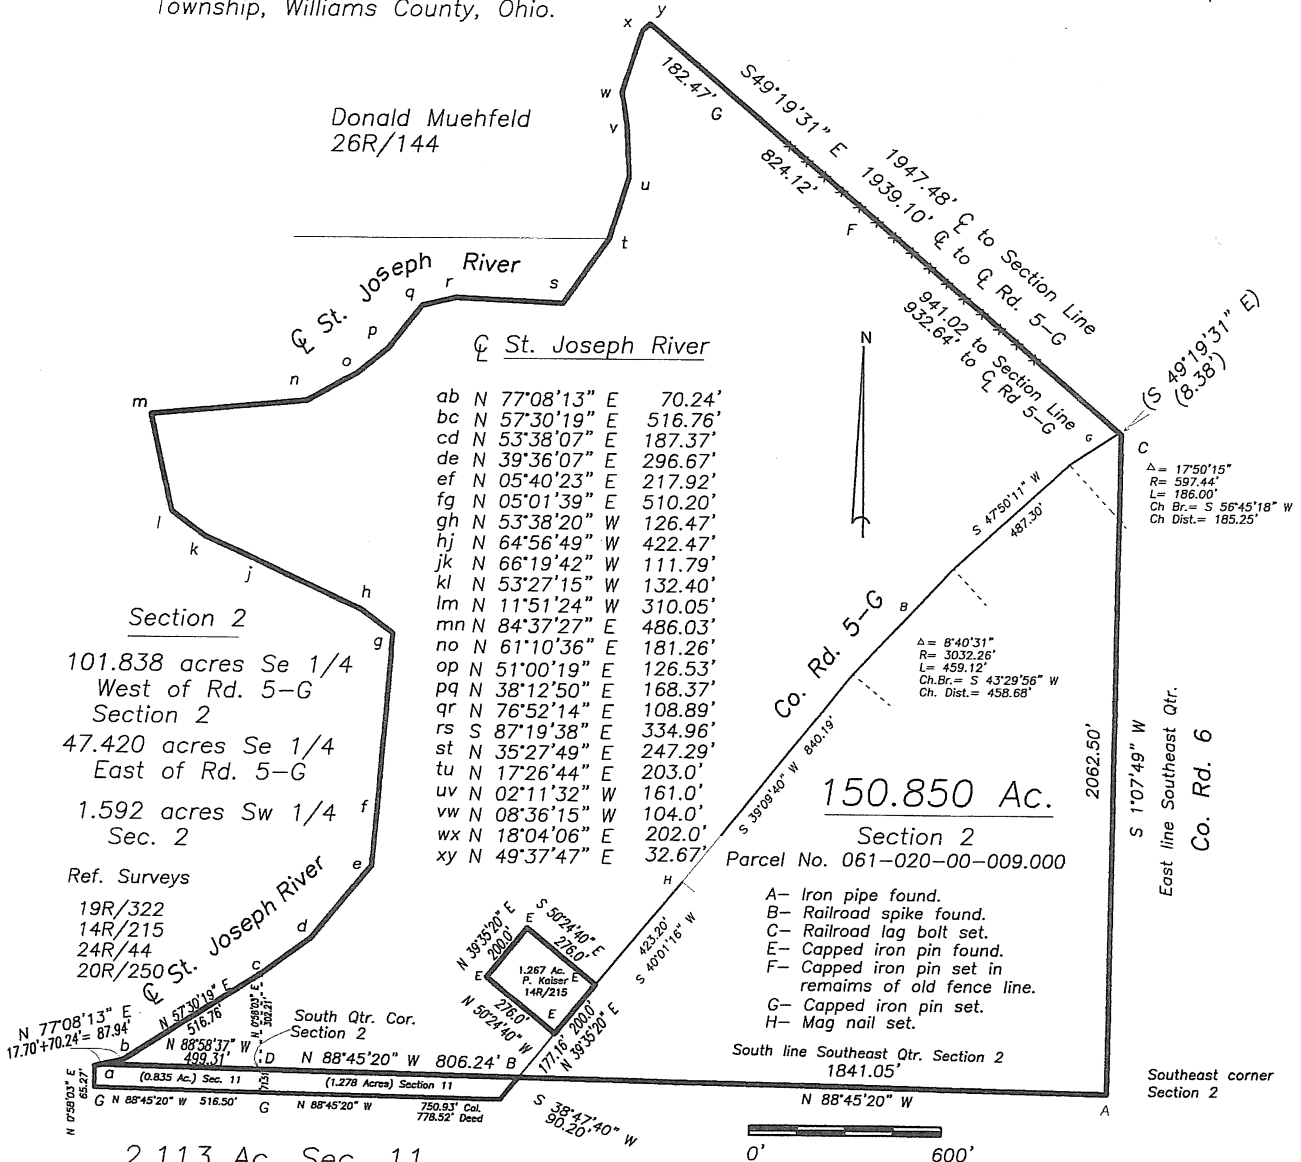 Township, Williams County, Ohio.
x
y
w
v
u
t
s
r
q
p
o
n
m
l
k
j
h
g
f
e
d
c
b
a
Donald Muehfeld
26R/144
℄ St. Joseph River
182.47' G
S49°19'31" E
824.12'
F
1947.48' ℄ to Section Line
1939.10' ℄ to ℄ Rd. 5-G
941.02 to Section Line
932.64' to ℄ Rd 5-G
(S 49°19'31" E)
(8.38')
G
C
△= 17°50'15"
R= 597.44'
L= 186.00'
Ch Br.= S 56°45'18" W
Ch Dist.= 185.25'
N
℄ St. Joseph River
ab N 77°08'13" E 70.24'
bc N 57°30'19" E 516.76'
cd N 53°38'07" E 187.37'
de N 39°36'07" E 296.67'
ef N 05°40'23" E 217.92'
fg N 05°01'39" E 510.20'
gh N 53°38'20" W 126.47'
hj N 64°56'49" W 422.47'
jk N 66°19'42" W 111.79'
kl N 53°27'15" W 132.40'
lm N 11°51'24" W 310.05'
mn N 84°37'27" E 486.03'
no N 61°10'36" E 181.26'
op N 51°00'19" E 126.53'
pq N 38°12'50" E 168.37'
qr N 76°52'14" E 108.89'
rs S 87°19'38" E 334.96'
st N 35°27'49" E 247.29'
tu N 17°26'44" E 203.0'
uv N 02°11'32" W 161.0'
vw N 08°36'15" W 104.0'
wx N 18°04'06" E 202.0'
xy N 49°37'47" E 32.67'
S 47°50'11" W
487.30'
B
Co. Rd. 5-G
△= 8°40'31"
R= 3032.26'
L= 459.12'
Ch.Br.= S 43°29'56" W
Ch. Dist.= 458.68'
S 39°09'40" W 840.19'
H
423.20'
S 40°01'16" W
2062.50'
S 1°07'49" W
East line Southeast Qtr.
Co. Rd. 6
Section 2
101.838 acres Se 1/4
West of Rd. 5-G
Section 2
47.420 acres Se 1/4
East of Rd. 5-G
1.592 acres Sw 1/4
Sec. 2
Ref. Surveys
19R/322
14R/215
24R/44
20R/250
℄ St. Joseph River
150.850 Ac.
Section 2
Parcel No. 061-020-00-009.000
A- Iron pipe found.
B- Railroad spike found.
C- Railroad lag bolt set.
E- Capped iron pin found.
F- Capped iron pin set in
remaims of old fence line.
G- Capped iron pin set.
H- Mag nail set.
N 39°35'20" E
200.0'
S 50°24'40" E
276.0'
E
E
E
E
1.267 Ac.
P. Kaiser
14R/215
276.0'
N 50°24'40" W
200.0'
177.16'
N 39°35'20" E
N 77°08'13" E
17.70'+70.24'= 87.94'
N 57°30'19" E
516.76'
N 0°58'03" E
302.21'
South Qtr. Cor.
Section 2
N 88°58'37" W
499.31'
D
N 88°45'20" W 806.24' B
South line Southeast Qtr. Section 2
1841.05'
N 88°45'20" W
A
Southeast corner
Section 2
N 0°58'03" E
65.27'
(0.835 Ac.) Sec. 11
71.31'
(1.278 Acres) Section 11
G N 88°45'20" W 516.50'
G
N 88°45'20" W
750.93' Cal.
778.52' Deed
S 38°47'40" W
90.20'
0'
600'
2.113 Ac. Sec. 11